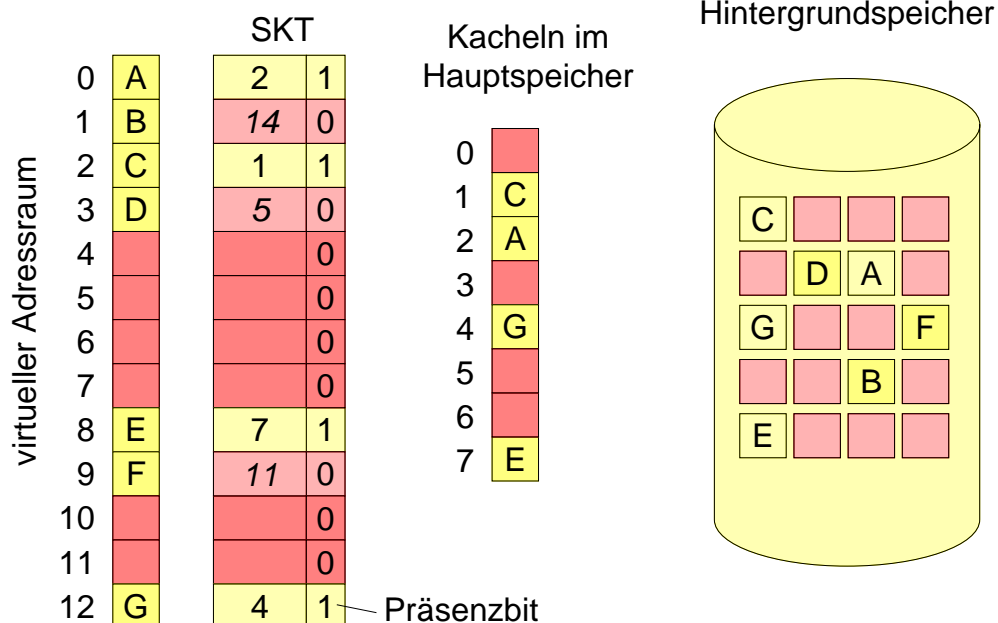 Hintergrundspeicher
SKT
Kacheln im
Hauptspeicher
virtueller Adressraum
0 A 2 1
1 B 14 0
2 C 1 1
3 D 5 0
4 0
5 0
6 0
7 0
8 E 7 1
9 F 11 0
10 0
11 0
12 G 4 1
Präsenzbit
0
1 C
2 A
3
4 G
5
6
7 E
C
D A
G F
B
E